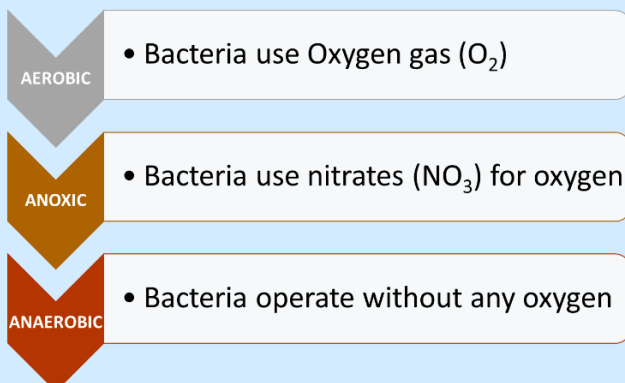 AEROBIC
• Bacteria use Oxygen gas (O₂)
ANOXIC
• Bacteria use nitrates (NO₃) for oxygen
ANAEROBIC
• Bacteria operate without any oxygen